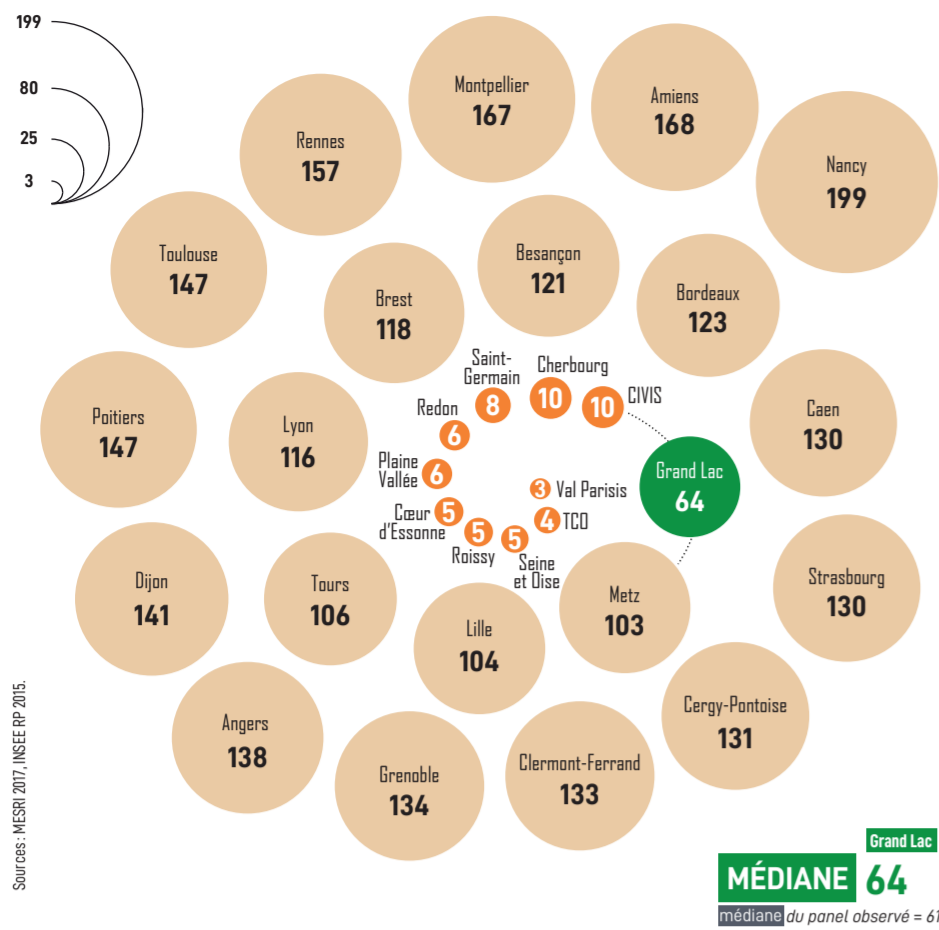 199
80
25
3
Montpellier
167
Amiens
168
Rennes
157
Nancy
199
Toulouse
147
Besançon
121
Bordeaux
123
Brest
118
Saint-
Germain
8
Cherbourg
10
CIVIS
10
Redon
6
Poitiers
147
Lyon
116
Caen
130
Plaine
Vallée
6
Grand Lac
64
Val Parisis
3
TCO
4
Cœur
d'Essonne
5
Roissy
5
Seine
et Oise
5
Dijon
141
Tours
106
Metz
103
Strasbourg
130
Lille
104
Angers
138
Cergy-Pontoise
131
Grenoble
134
Clermont-Ferrand
133
Sources : MESRI 2017, INSEE RP 2015.
Grand Lac
MÉDIANE 64
médiane du panel observé = 61